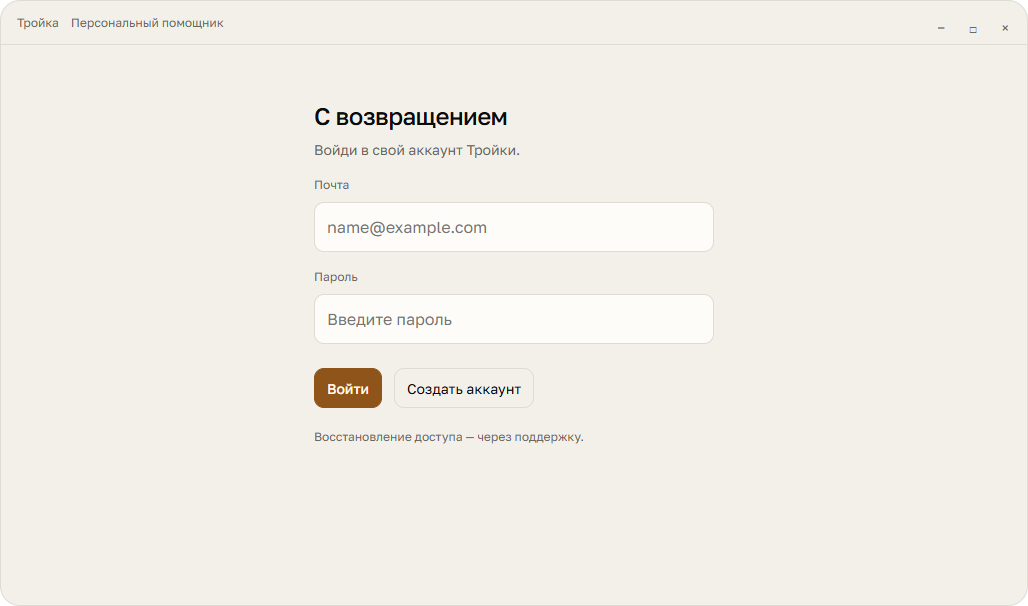 Тройка Персональный помощник
С возвращением
Войди в свой аккаунт Тройки.
Почта
name@example.com
Пароль
Введите пароль
Войти Создать аккаунт
Восстановление доступа — через поддержку.